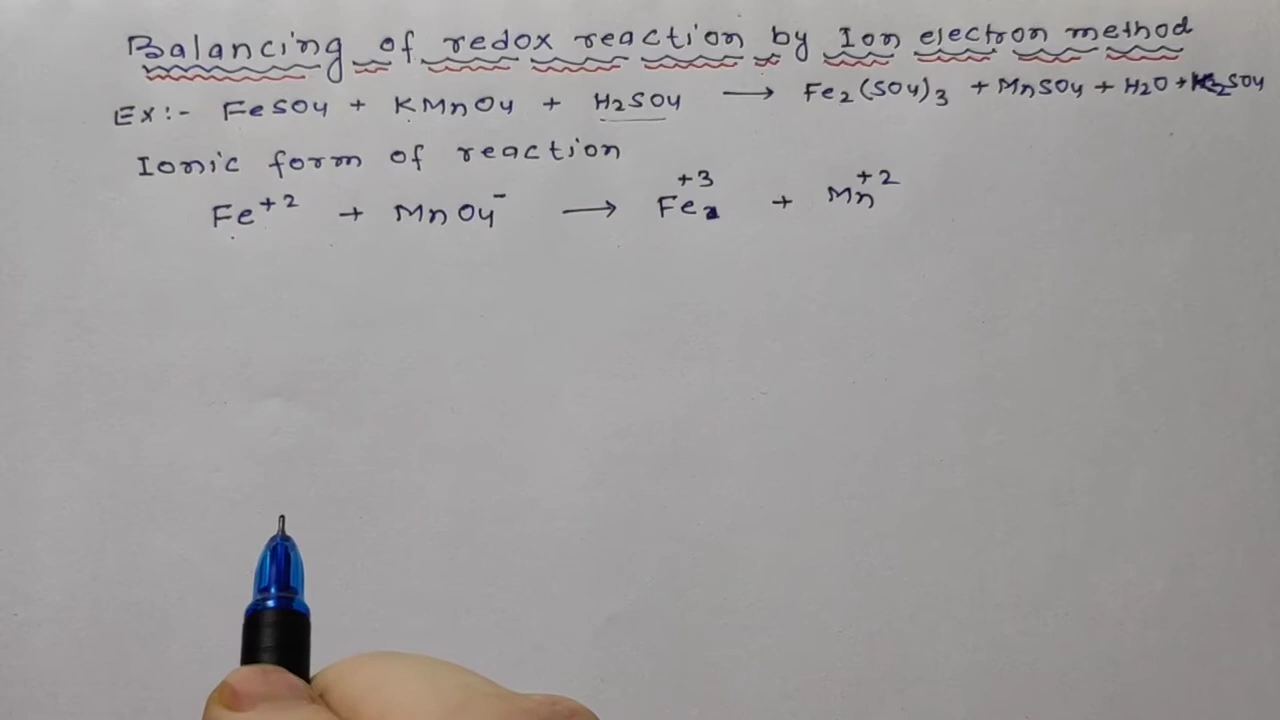 Balancing of redox reaction by Ion electron method
Ex:- FeSO4 + KMnO4 + H2SO4 → Fe2(SO4)3 + MnSO4 + H2O + K2SO4
Ionic form of reaction
Fe+2 + MnO4- → Fe2+3 + Mn+2